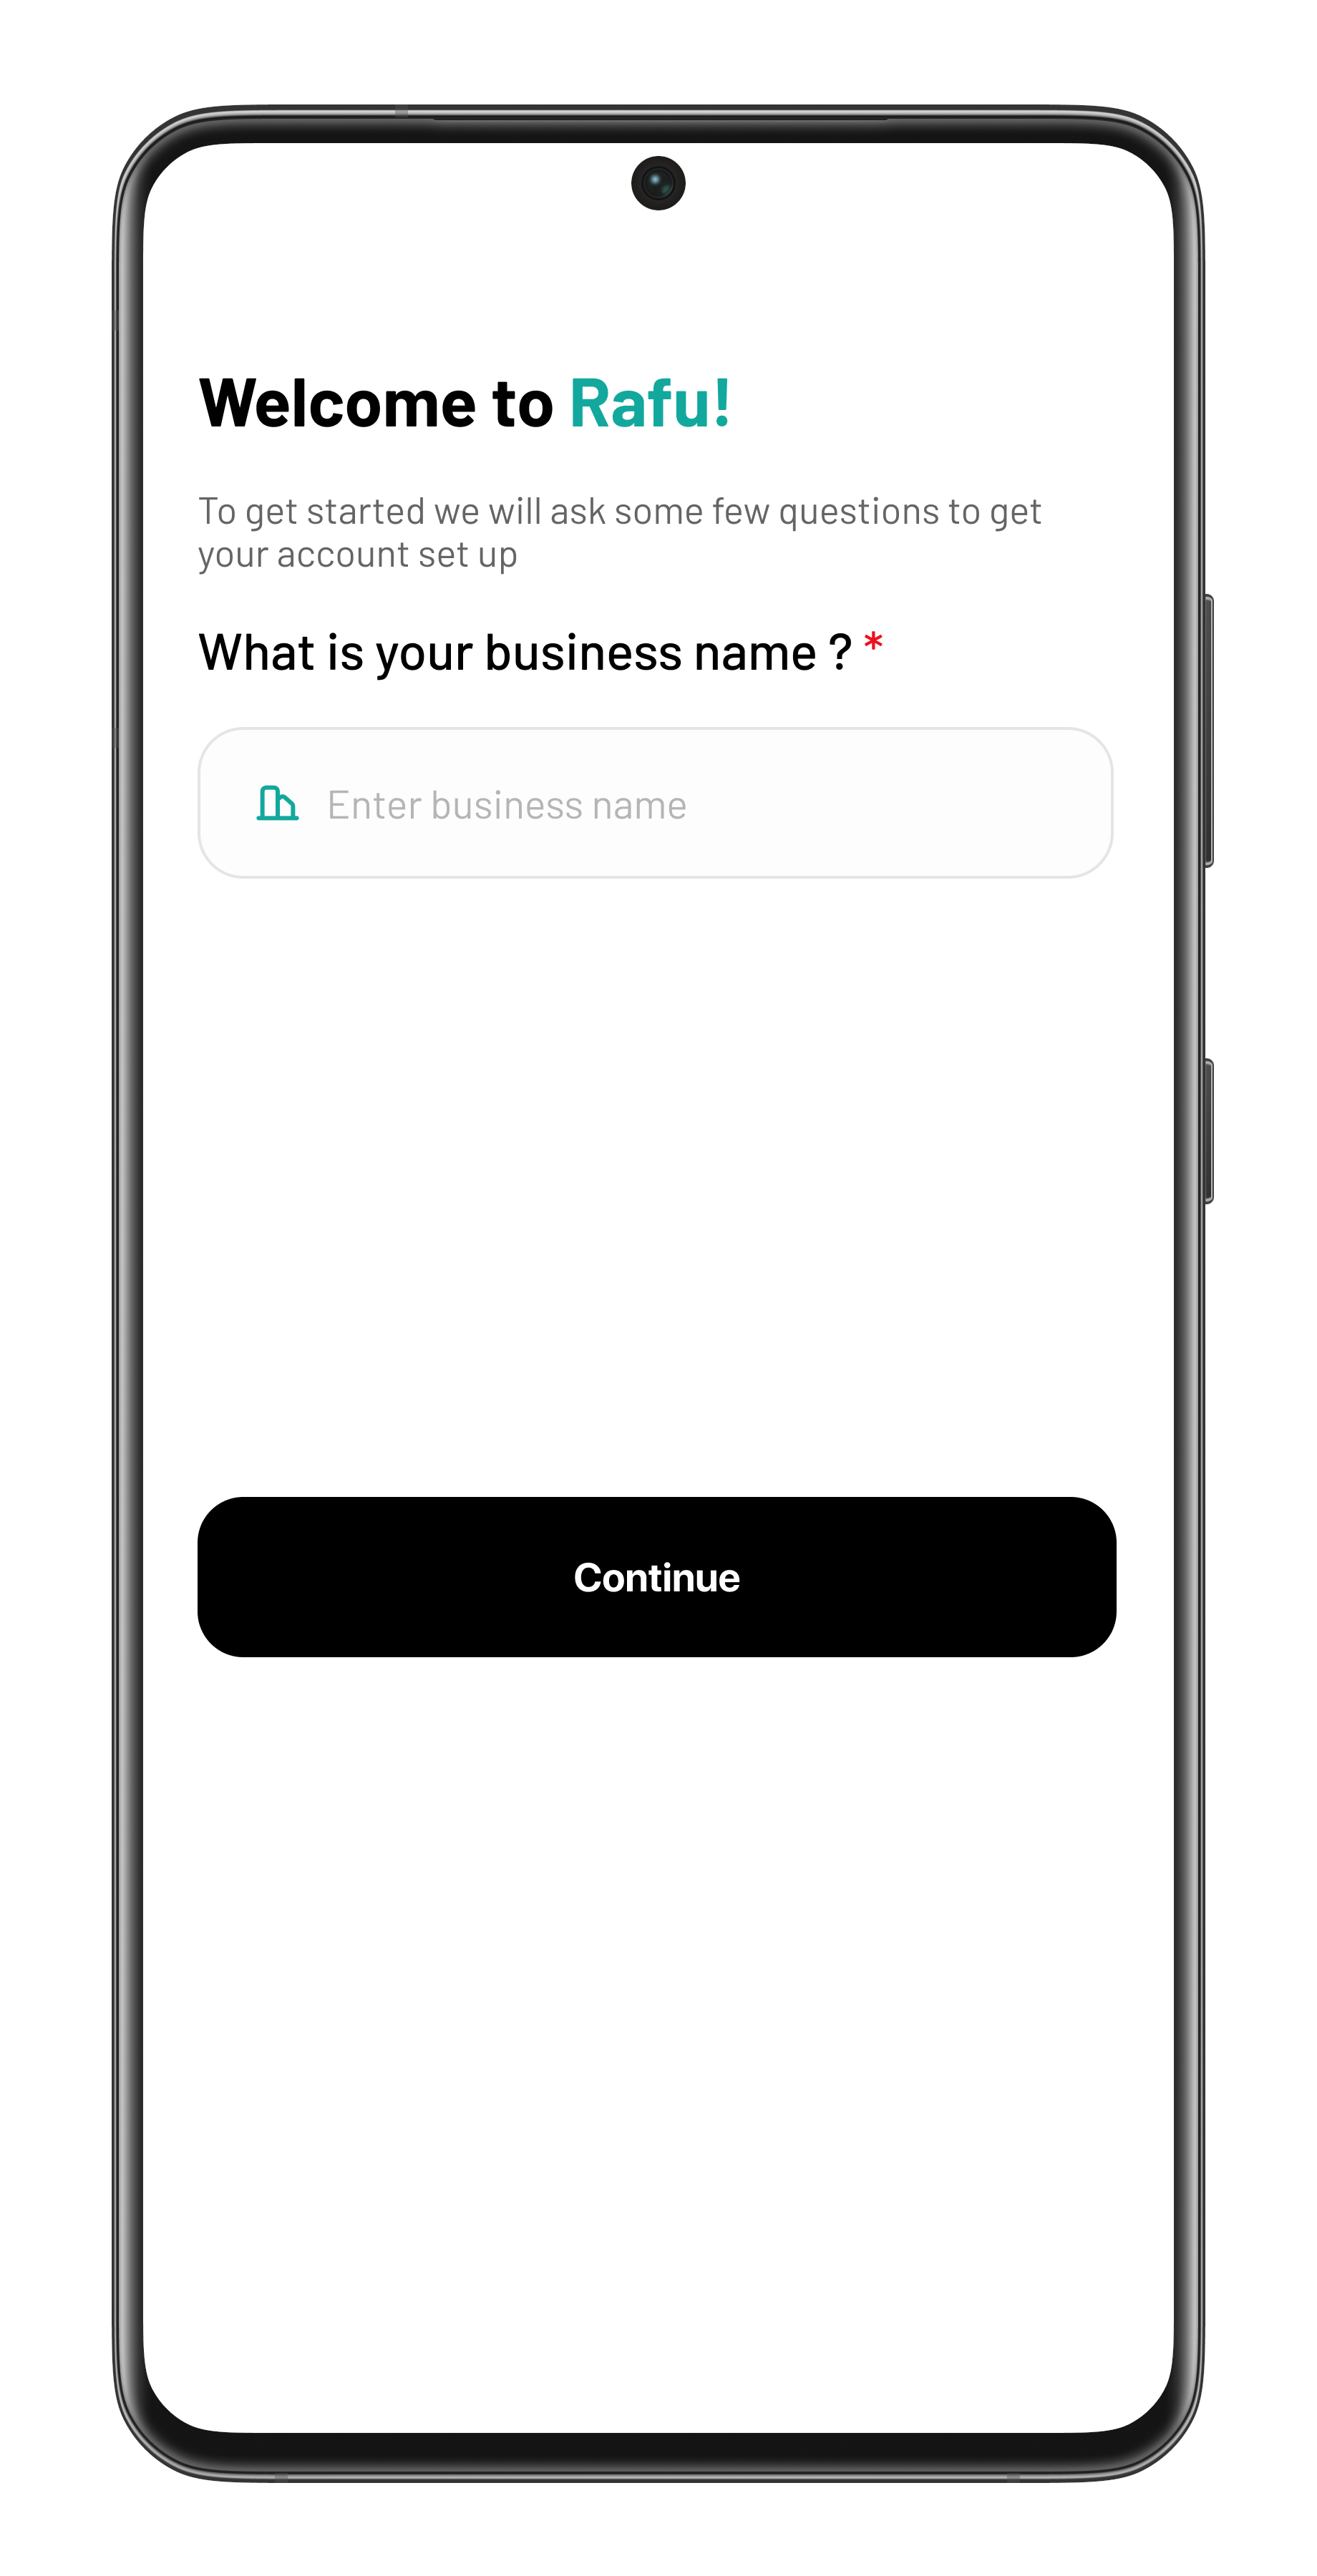 Welcome to Rafu!
To get started we will ask some few questions to get
your account set up
What is your business name ? *
Enter business name
Continue